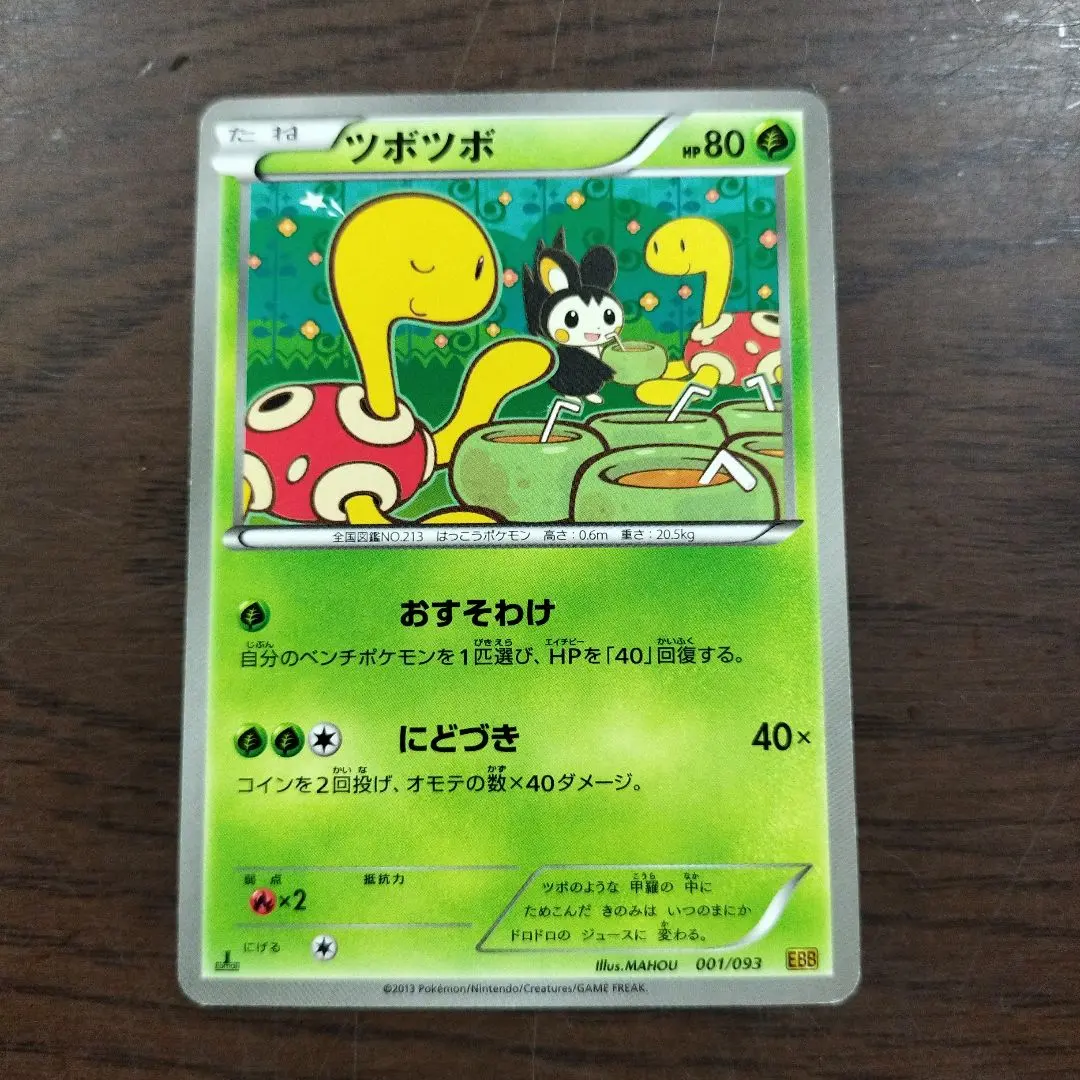 たね ツボツボ HP80
全国図鑑NO.213 はっこうポケモン 高さ:0.6m 重さ:20.5kg
おすそわけ
自分のベンチポケモンを1匹選び、HPを「40」回復する。
にどづき 40×
コインを2回投げ、オモテの数×40ダメージ。
弱点 抵抗力
×2
にげる
ツボのような 甲羅の 中に
ためこんだ きのみは いつのまにか
ドロドロの ジュースに 変わる。
Illus.MAHOU 001/093 EBB
©2013 Pokémon/Nintendo/Creatures/GAME FREAK.